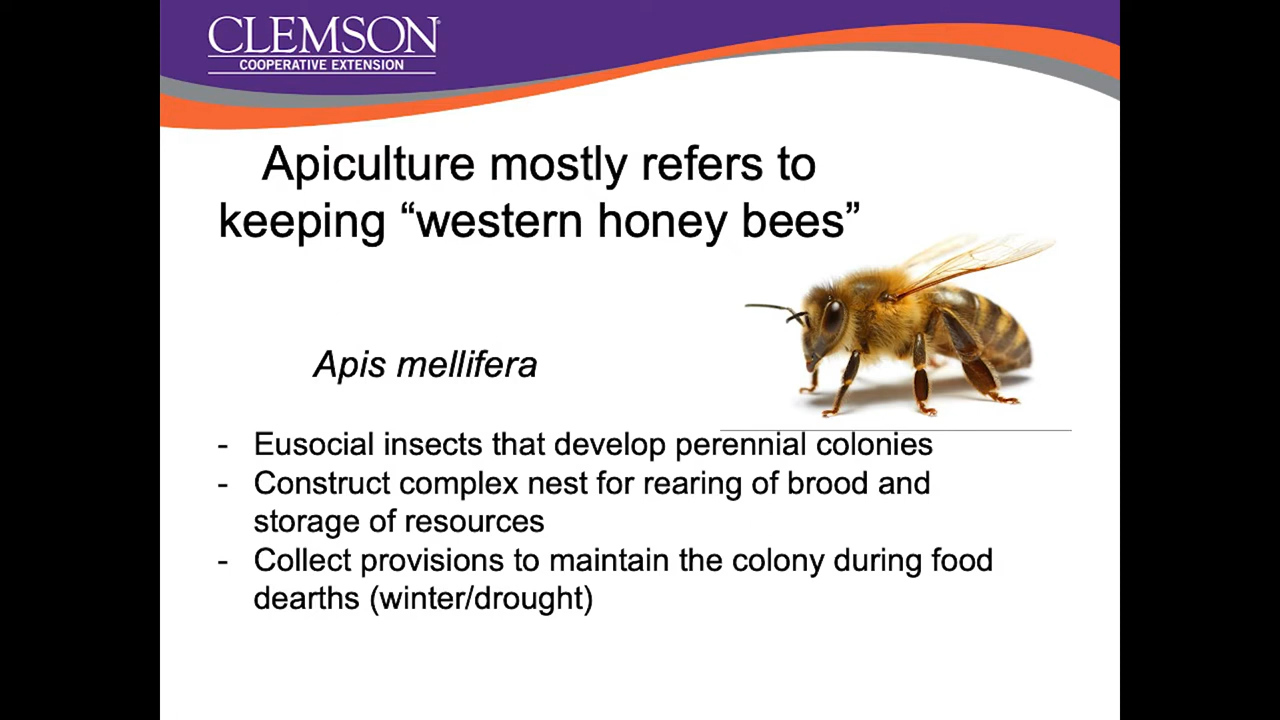 CLEMSON®
COOPERATIVE EXTENSION
Apiculture mostly refers to
keeping “western honey bees”
Apis mellifera
- Eusocial insects that develop perennial colonies
- Construct complex nest for rearing of brood and
storage of resources
- Collect provisions to maintain the colony during food
dearths (winter/drought)